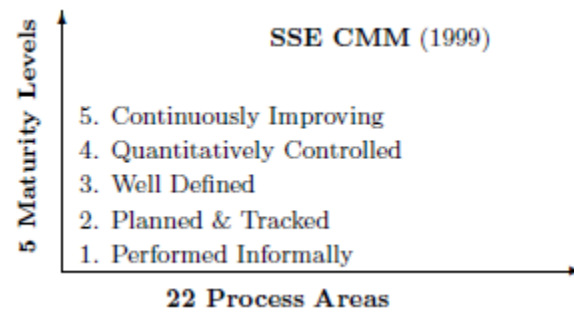 SSE CMM (1999)
5 Maturity Levels
5. Continuously Improving
4. Quantitatively Controlled
3. Well Defined
2. Planned & Tracked
1. Performed Informally
22 Process Areas